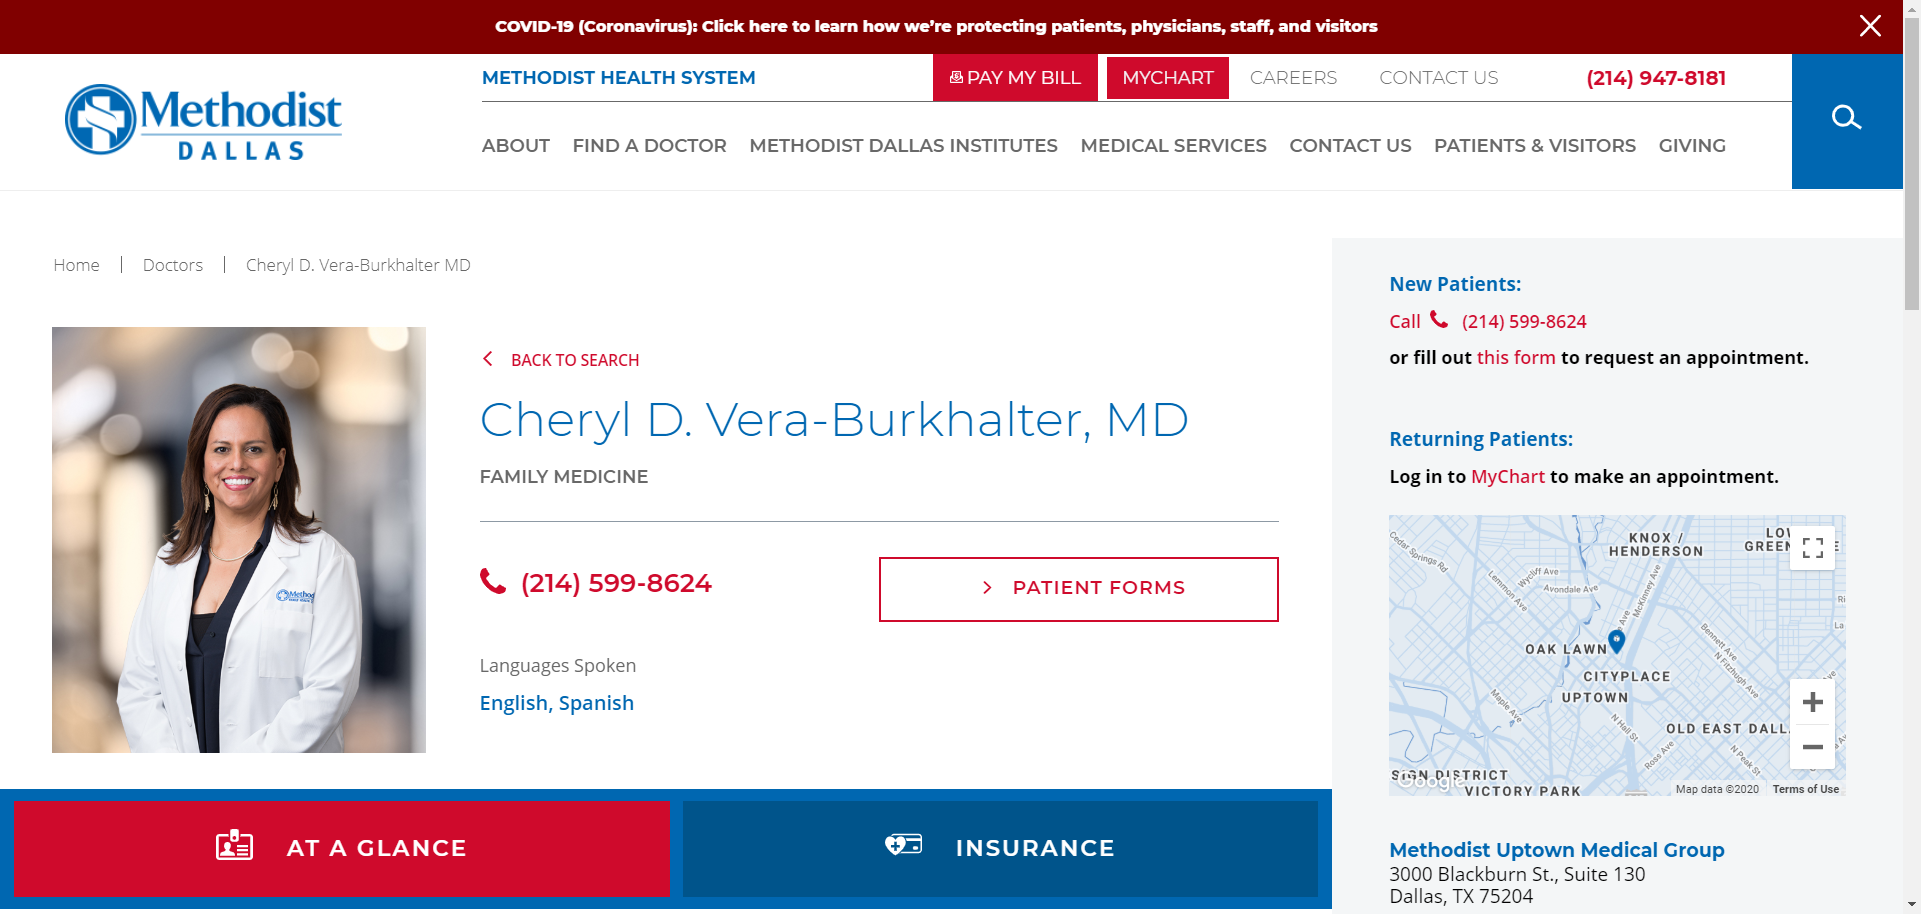 COVID-19 (Coronavirus): Click here to learn how we're protecting patients, physicians, staff, and visitors
METHODIST HEALTH SYSTEM
PAY MY BILL
MYCHART
CAREERS
CONTACT US
(214) 947-8181
Methodist
DALLAS
ABOUT
FIND A DOCTOR
METHODIST DALLAS INSTITUTES
MEDICAL SERVICES
CONTACT US
PATIENTS & VISITORS
GIVING
Home
Doctors
Cheryl D. Vera-Burkhalter MD
BACK TO SEARCH
Cheryl D. Vera-Burkhalter, MD
FAMILY MEDICINE
(214) 599-8624
PATIENT FORMS
Languages Spoken
English, Spanish
AT A GLANCE
INSURANCE
New Patients:
Call (214) 599-8624
or fill out this form to request an appointment.
Returning Patients:
Log in to MyChart to make an appointment.
KNOX /
HENDERSON
Cedar Springs Rd
Wycliff Ave
Avondale Ave
Lemmon Ave
McKinney Ave
OAK LAWN
CITYPLACE
UPTOWN
Bennett Ave
N Fitzhugh Ave
Maple Ave
N Hall St
Ross Ave
N Peak St
OLD EAST DALL
SIGN DISTRICT
VICTORY PARK
Google
Map data ©2020
Terms of Use
Methodist Uptown Medical Group
3000 Blackburn St., Suite 130
Dallas, TX 75204